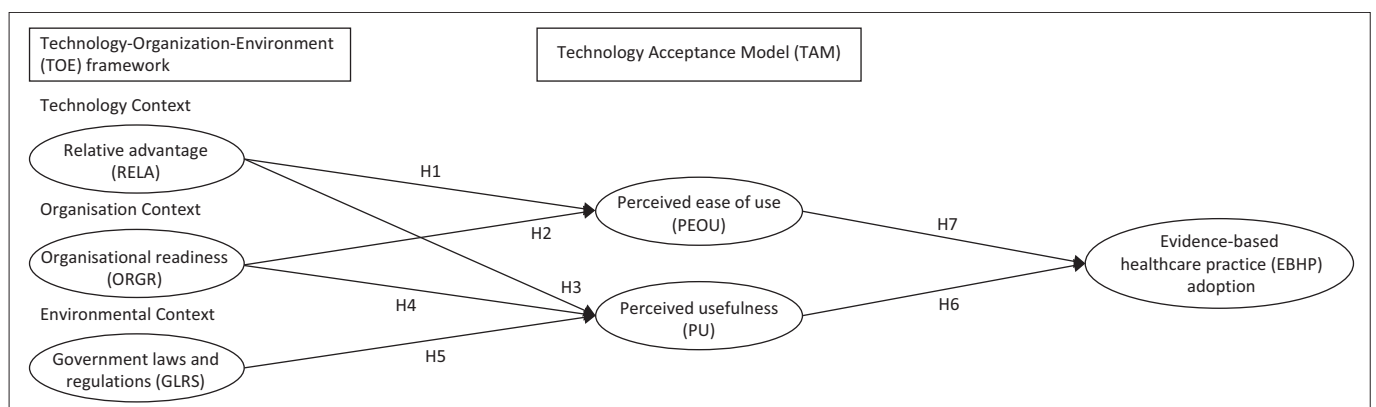 Technology-Organization-Environment
(TOE) framework
Technology Acceptance Model (TAM)
Technology Context
Relative advantage
(RELA)
H1
Organisation Context
Perceived ease of use
(PEOU)
H2
H7
Organisational readiness
(ORGR)
H3
H4
Evidence-based
healthcare practice (EBHP)
adoption
Environmental Context
Perceived usefulness
(PU)
H6
Government laws and
regulations (GLRS)
H5